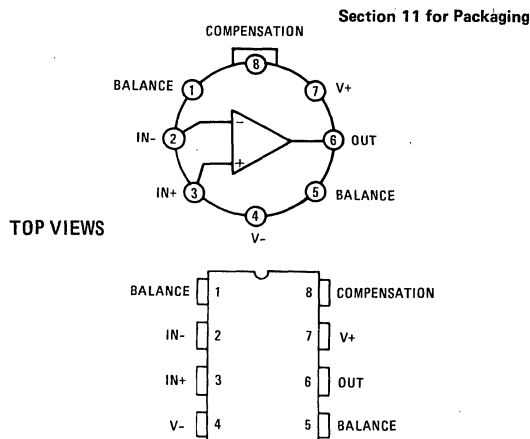 Section 11 for Packaging
COMPENSATION
8
BALANCE 1 7 V+
IN- 2 - 6 OUT
IN+ 3 + 5 BALANCE
4
V-
TOP VIEWS
BALANCE 1 8 COMPENSATION
IN- 2 7 V+
IN+ 3 6 OUT
V- 4 5 BALANCE